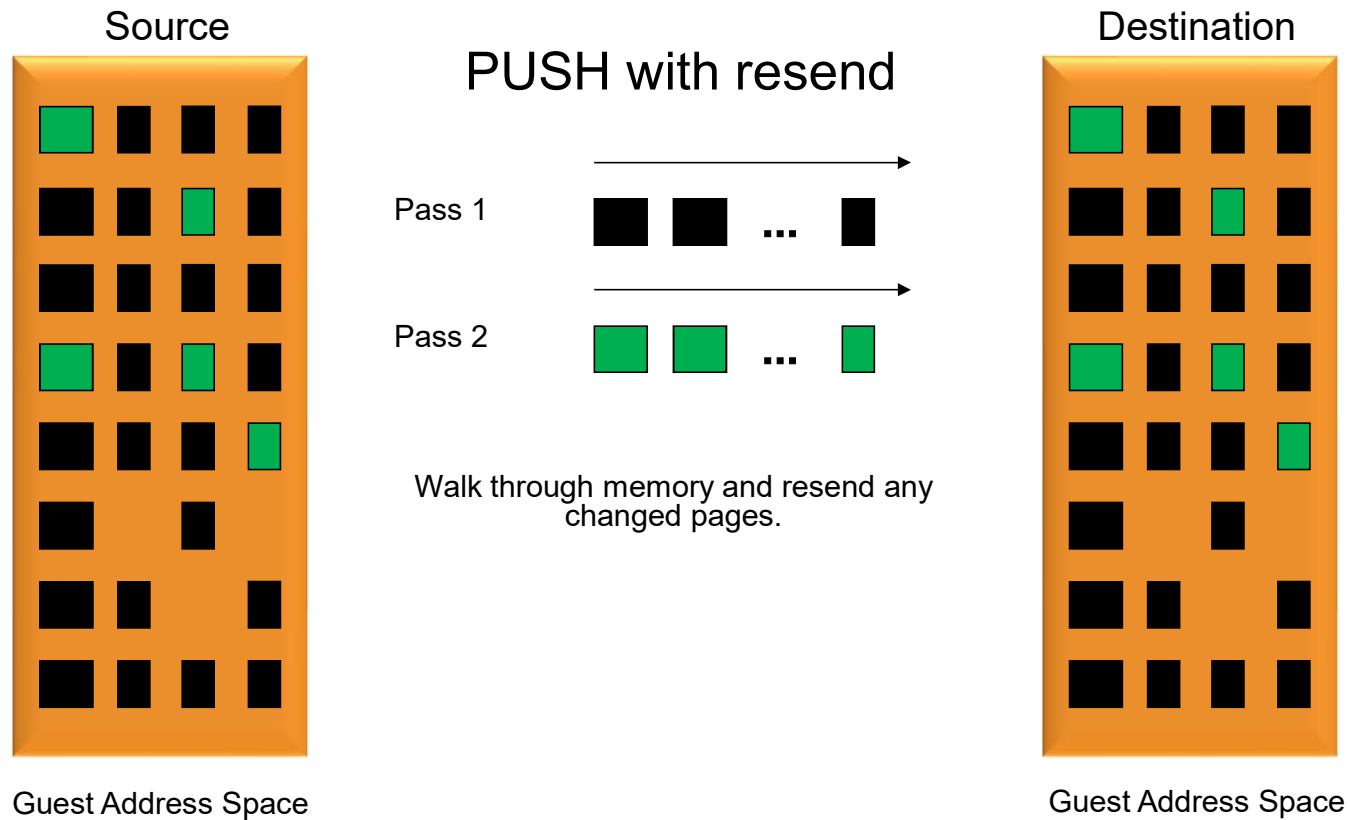 Source
Destination
PUSH with resend
Pass 1
...
Pass 2
...
Walk through memory and resend any
changed pages.
Guest Address Space
Guest Address Space